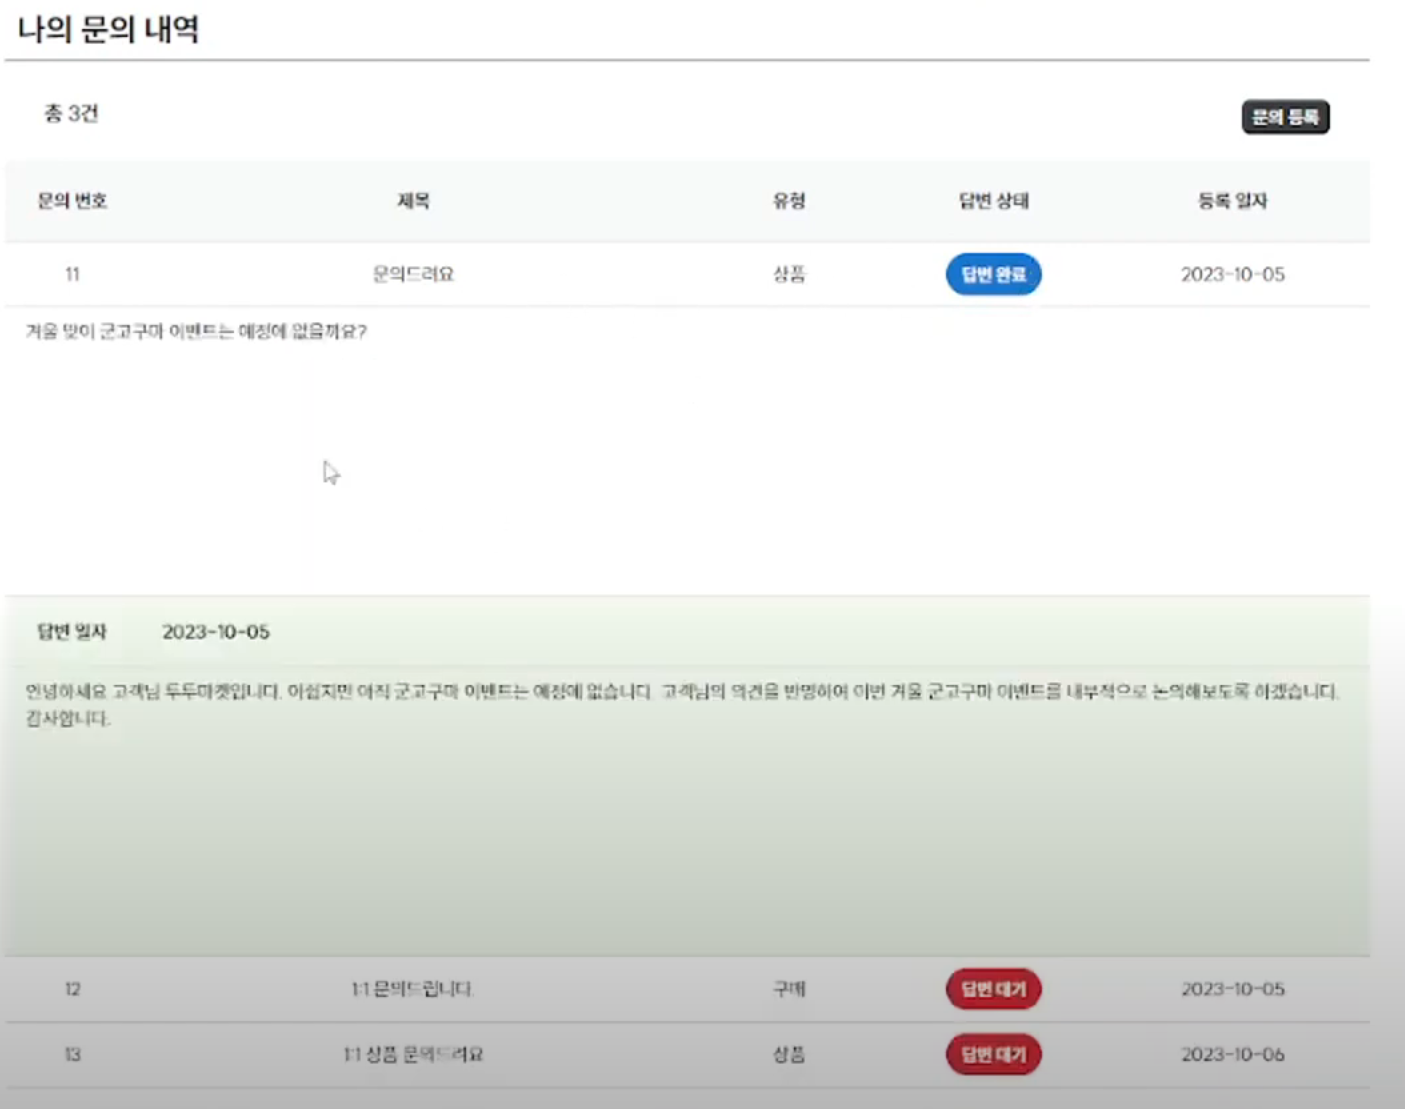 나의 문의 내역
총 3건
문의 등록
문의 번호 제목 유형 답변 상태 등록 일자
11 문의드려요 상품 답변 완료 2023-10-05
겨울 맞이 군고구마 이벤트는 예정에 없을까요?
답변 일자 2023-10-05
안녕하세요 고객님 투투마켓입니다. 아쉽지만 아직 군고구마 이벤트는 예정에 없습니다. 고객님의 의견을 반영하여 이번 겨울 군고구마 이벤트를 내부적으로 논의해보도록 하겠습니다.
감사합니다.
12 1:1 문의드립니다. 구매 답변 대기 2023-10-05
13 1:1 상품 문의드려요 상품 답변 대기 2023-10-06